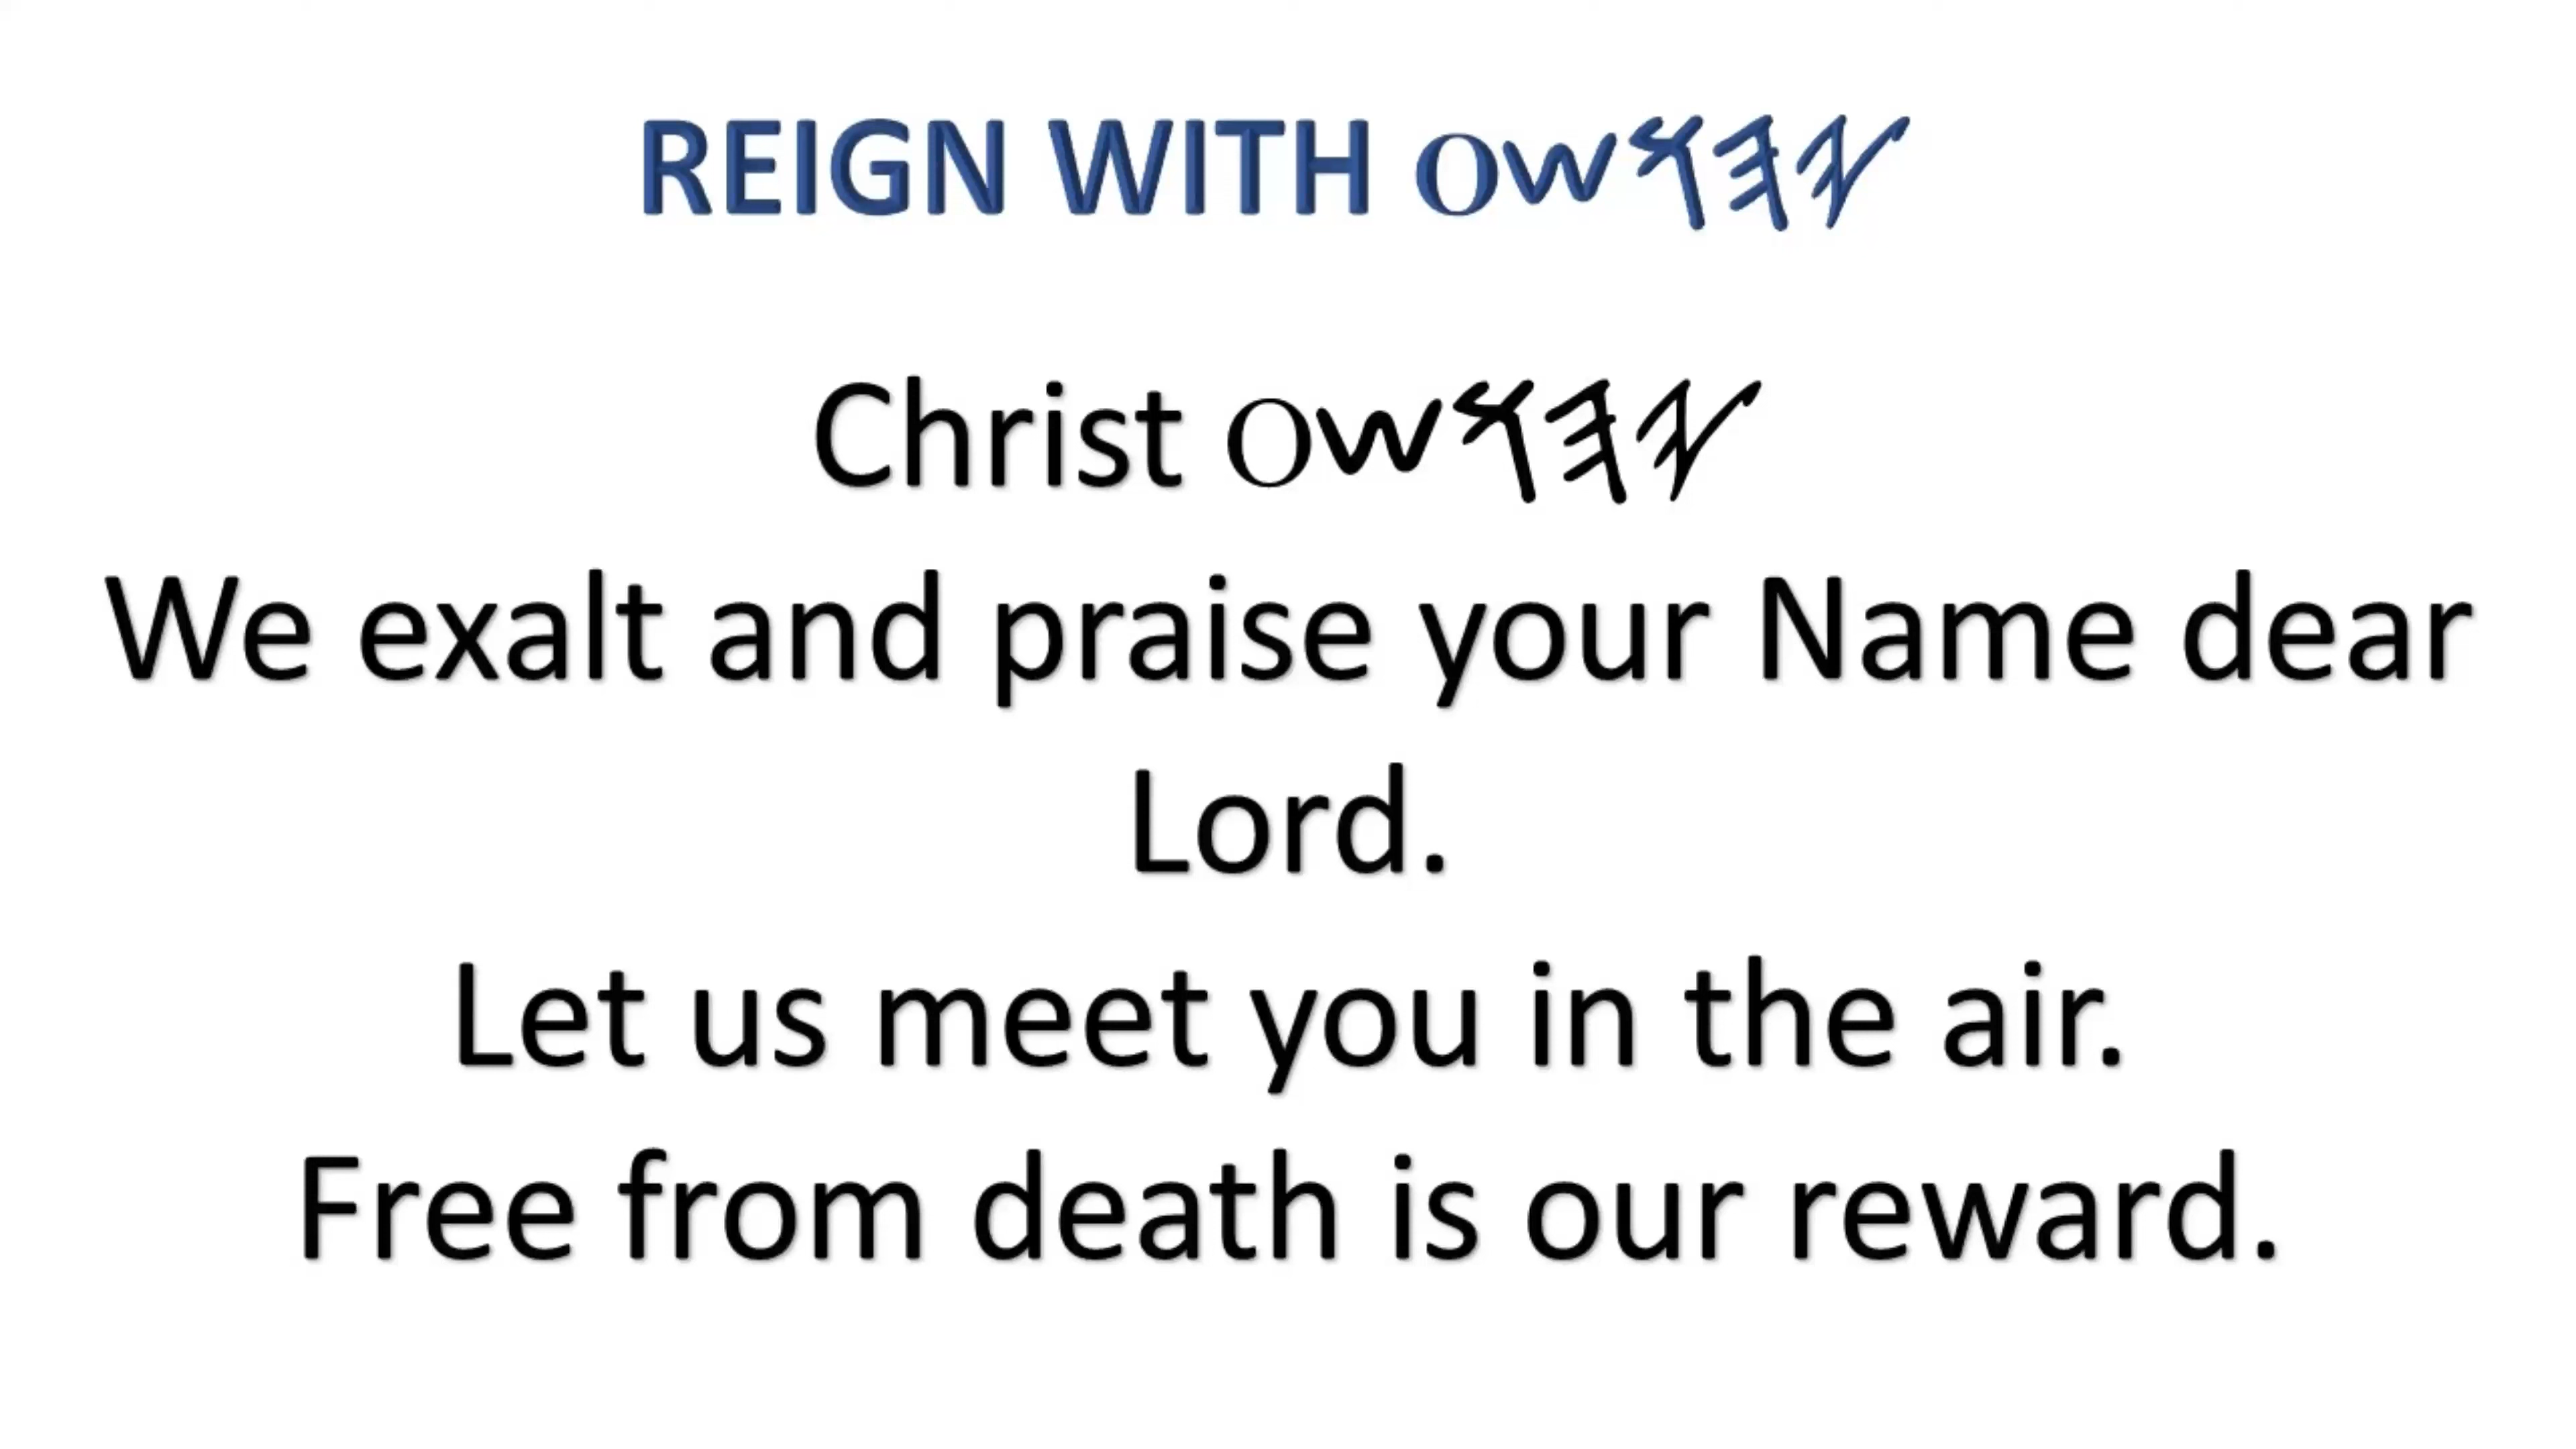 REIGN WITH 𐤉𐤄𐤅𐤔𐤏
Christ 𐤉𐤄𐤅𐤔𐤏
We exalt and praise your Name dear
Lord.
Let us meet you in the air.
Free from death is our reward.